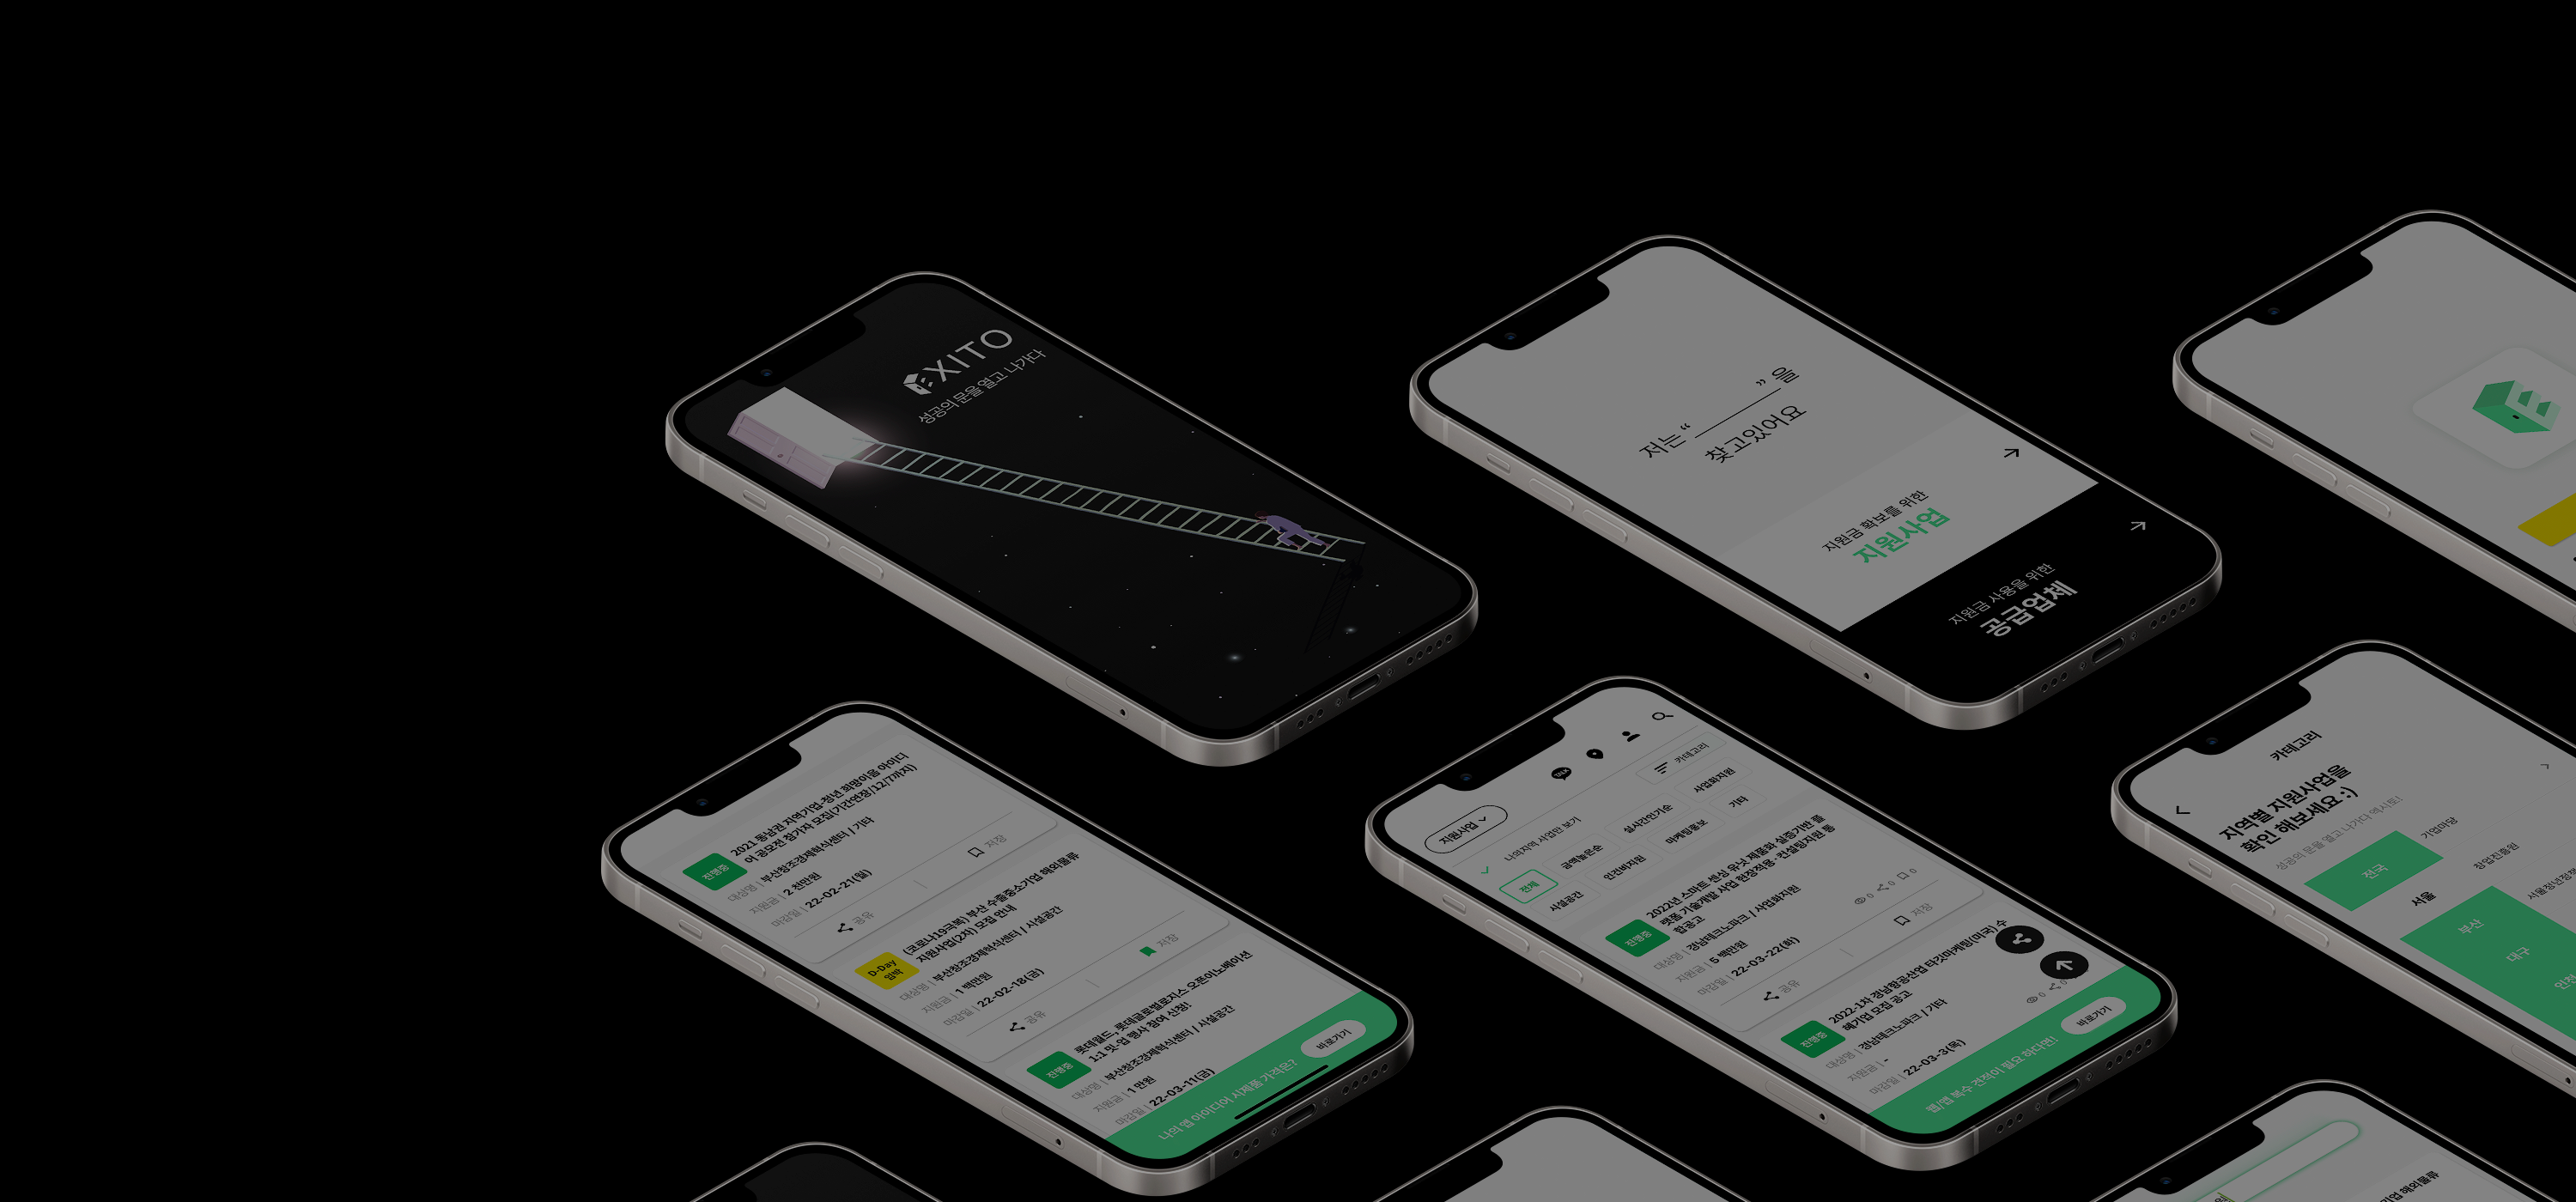 EXITO
성공의 문을 열고 나가다
저는 “ ” 을
찾고있어요
지원금 확보를 위한
지원사업
지원금 사용을 위한
공급업체
2021 동남권 지역기업-청년 희망이음 아이디
어 공모전 참가자 모집(기간연장/12/7까지)
진행중
대상명 | 부산창조경제혁신센터 / 기타
지원금 | 2 천만원
마감일 | 22-02-21(월)
공유
저장
(코로나19극복) 부산 수출중소기업 해외물류
지원사업(2차) 모집 안내
D-Day
임박
대상명 | 부산창조경제혁신센터 / 시설공간
지원금 | 1 백만원
마감일 | 22-02-18(금)
공유
저장
롯데월드, 롯데글로벌로지스 오픈이노베이션
1:1 밋-업 행사 참여 신청!
진행중
대상명 | 부산창조경제혁신센터 / 시설공간
지원금 | 1 만원
마감일 | 22-03-11(금)
나의 앱 아이디어 시제품 가격은?
바로가기
지원사업
나의지역 사업만 보기
카테고리
전체
금액높은순
실시간인기순
사업화지원
시설공간
인건비지원
마케팅홍보
기타
2022년 스마트 센싱 유닛 제품화 실증기반 플
랫폼 기술개발 사업 현장적용·컨설팅지원 통
합공고
진행중
대상명 | 경남테크노파크 / 사업화지원
지원금 | 5 백만원
마감일 | 22-03-22(화)
0 0 0
공유
저장
2022-1차 경남항공산업 타깃마케팅(미국) 수
혜기업 모집 공고
진행중
대상명 | 경남테크노파크 / 기타
지원금 | -
마감일 | 22-03-3(목)
0 0
웹/앱 복수 견적이 필요 하다면!
바로가기
카테고리
지역별 지원사업을
확인 해보세요 :)
성공의 문을 열고 나가다 엑시토!
전국
기업마당
서울
창업진흥원
부산
서울청년정책
대구
인천